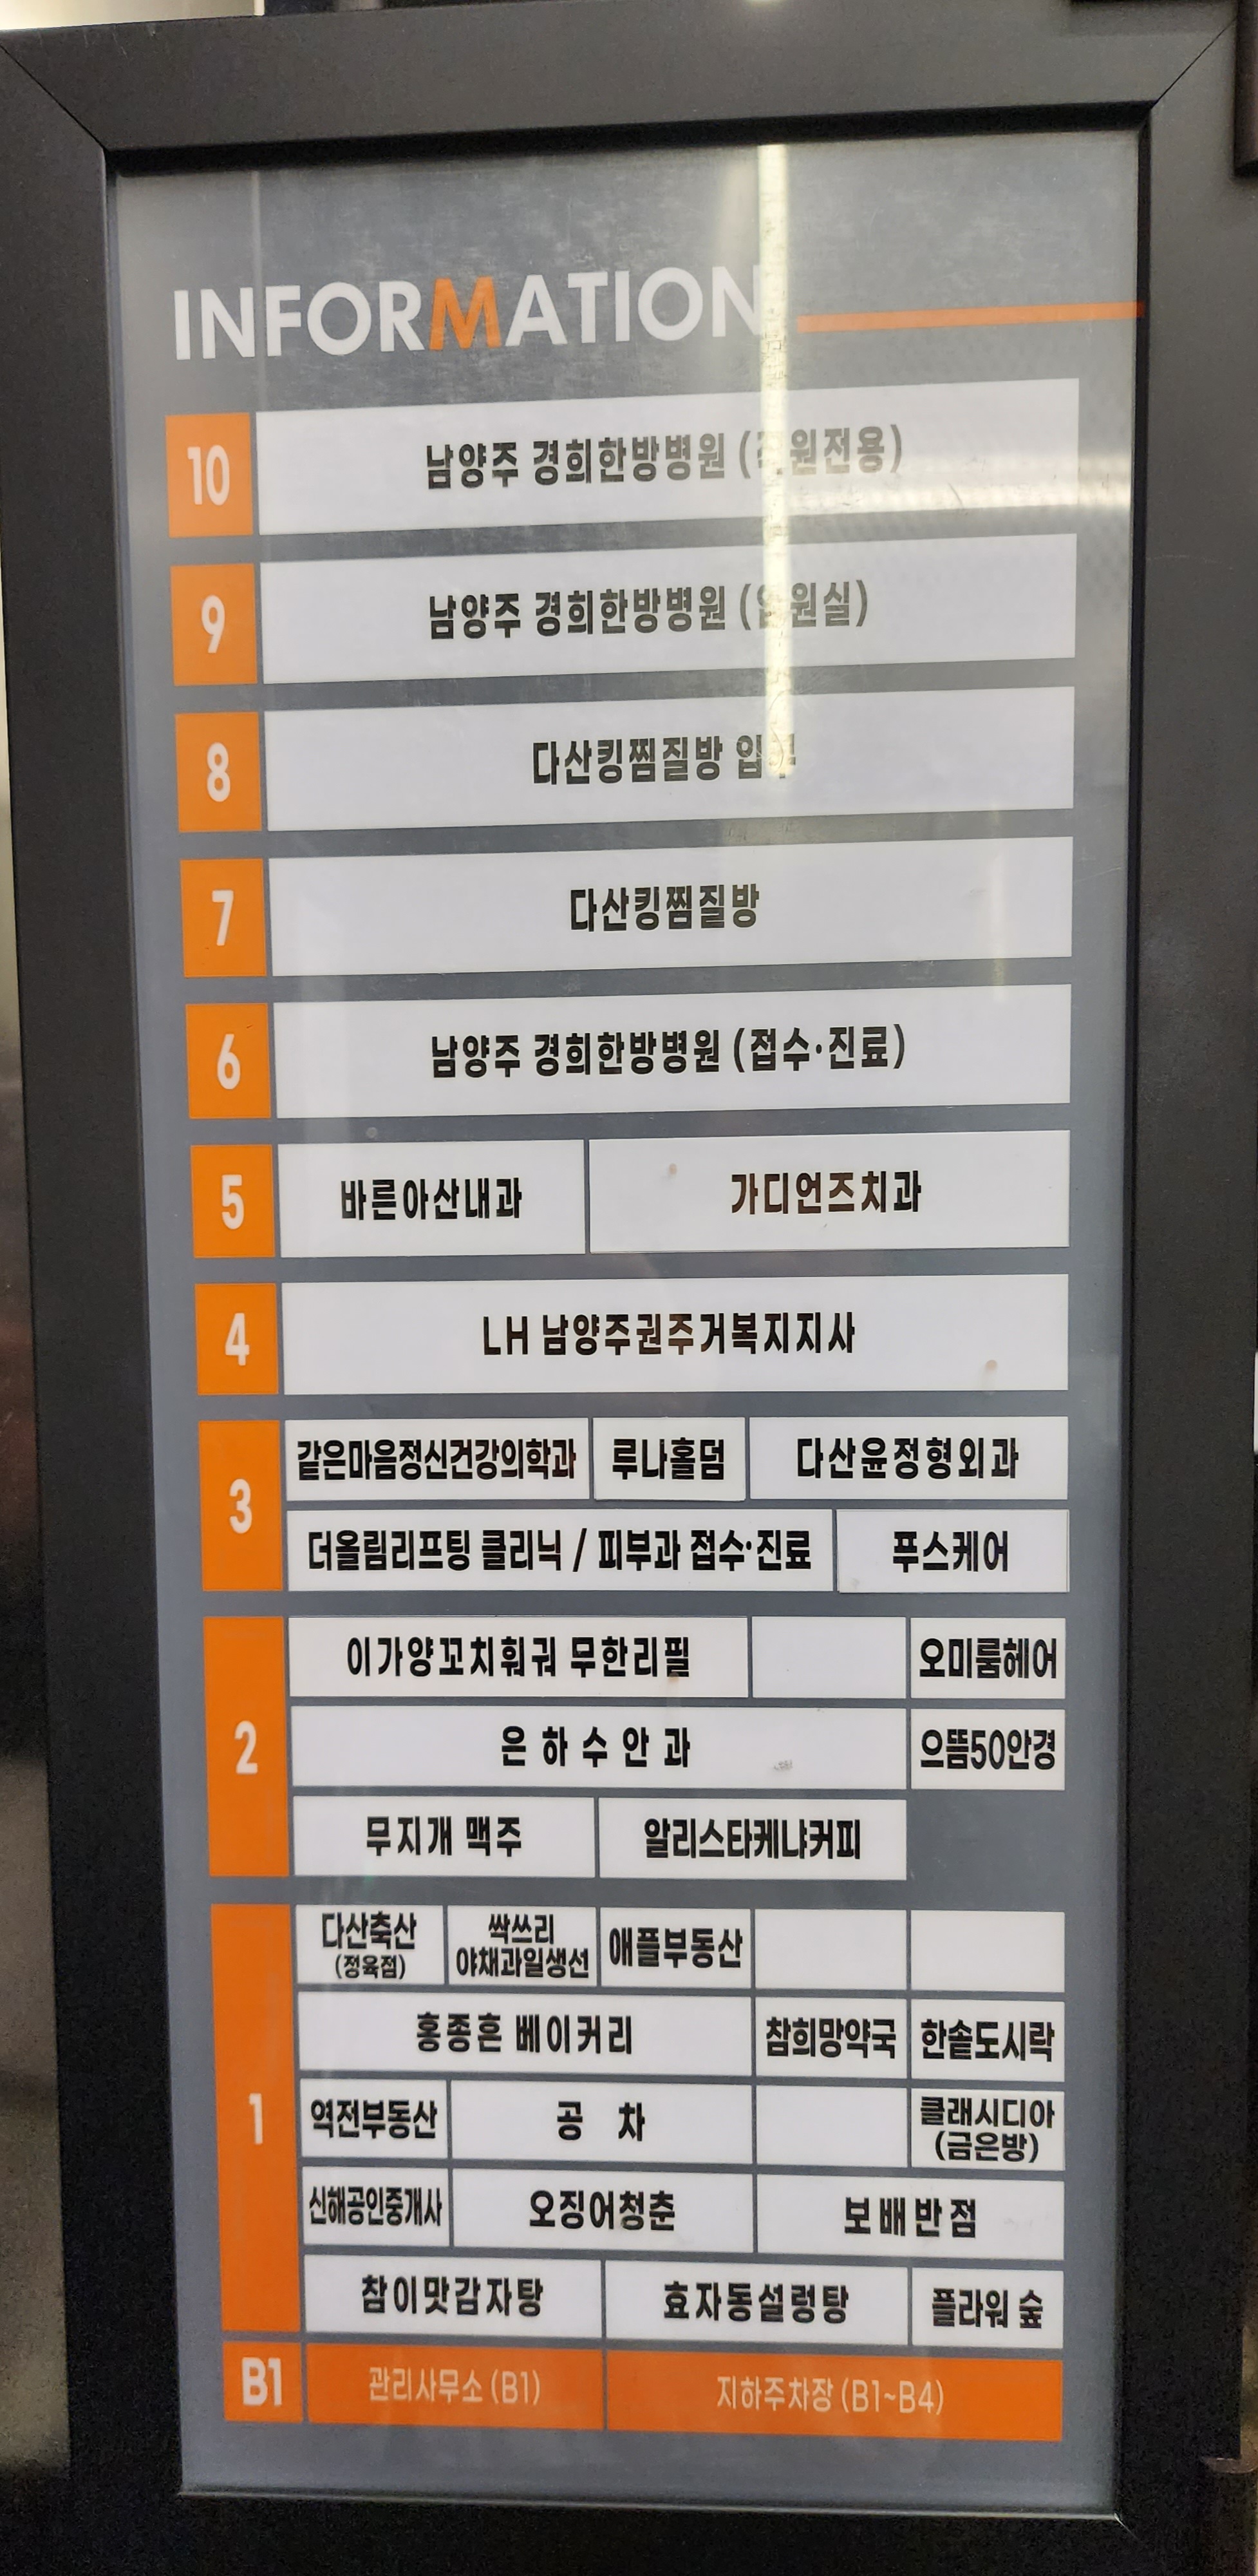 INFORMATION
10
남양주 경희한방병원 (직원전용)
9
남양주 경희한방병원 (입원실)
8
다산킹찜질방 입구
7
다산킹찜질방
6
남양주 경희한방병원 (접수·진료)
5
바른아산내과
가디언즈치과
4
LH 남양주권주거복지지사
3
같은마음정신건강의학과
루나홀덤
다산윤정형외과
더올림리프팅 클리닉 / 피부과 접수·진료
푸스케어
2
이가양꼬치훠궈 무한리필
오미룸헤어
은하수안과
으뜸50안경
무지개 맥주
알리스타케냐커피
1
다산축산
(정육점)
싹쓰리
야채과일생선
애플부동산
홍종흔 베이커리
참희망약국
한솥도시락
역전부동산
공 차
클래시디아
(금은방)
신해공인중개사
오징어청춘
보배반점
참이맛감자탕
효자동설렁탕
플라워 숲
B1
관리사무소 (B1)
지하주차장 (B1~B4)